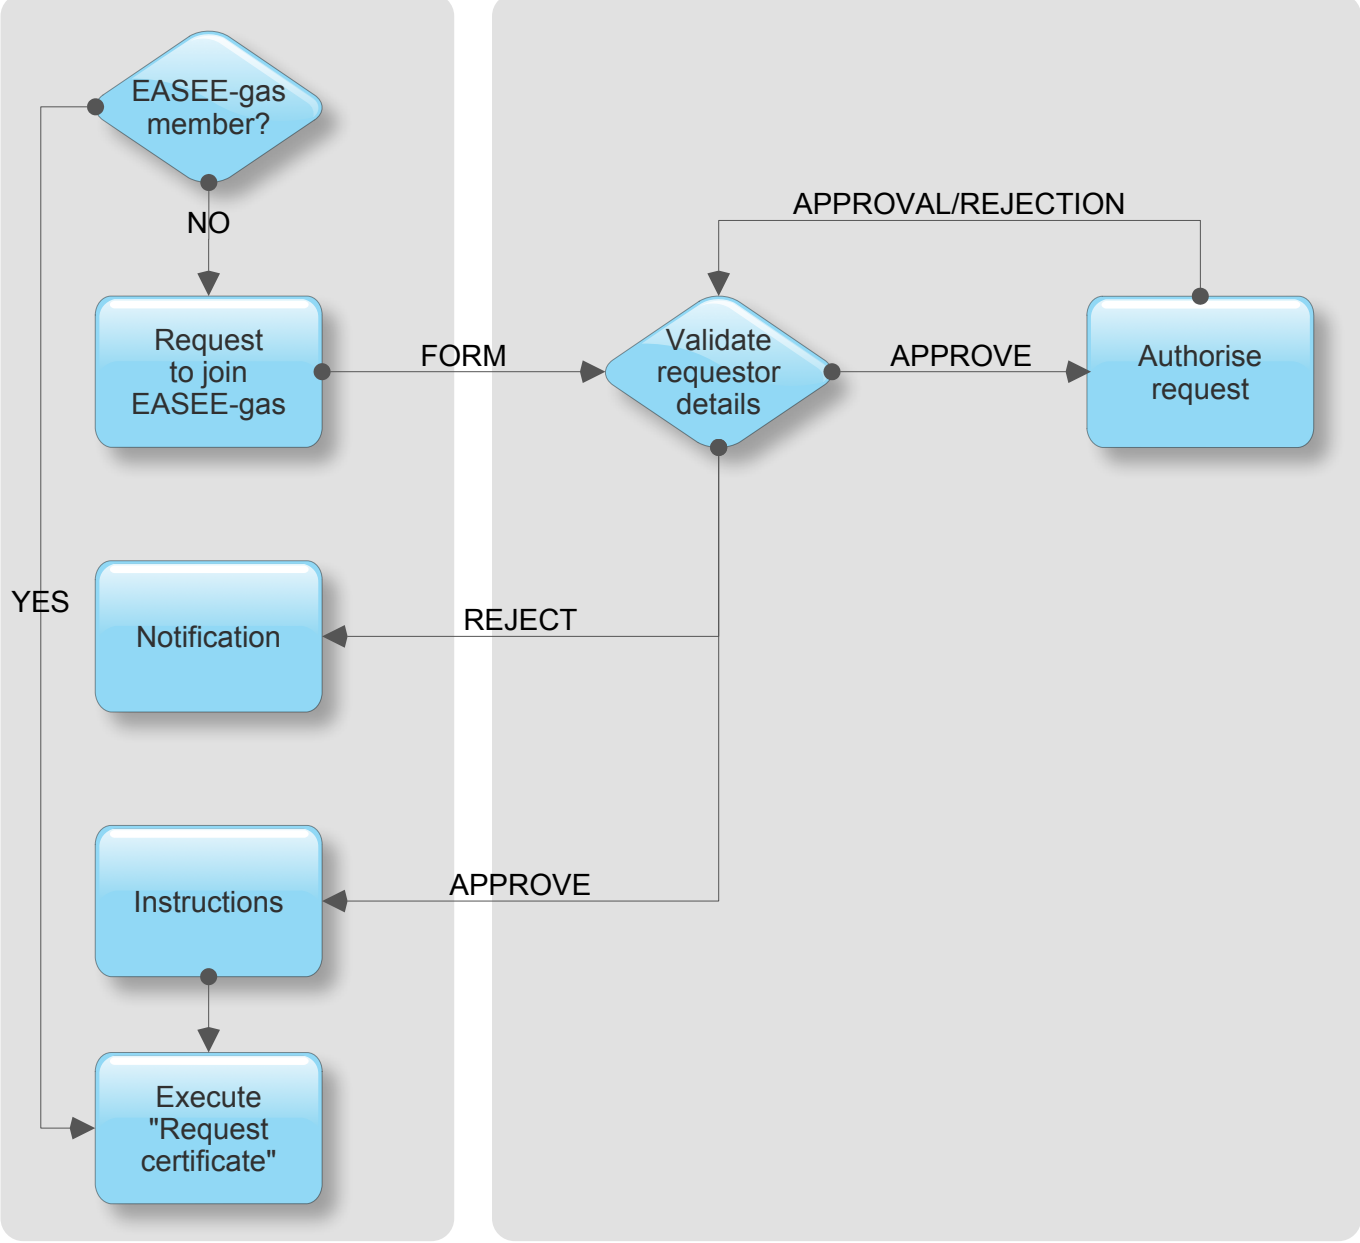 EASEE-gas
member?
NO
APPROVAL/REJECTION
Request
to join
EASEE-gas
FORM
Validate
requestor
details
APPROVE
Authorise
request
YES
Notification
REJECT
Instructions
APPROVE
Execute
"Request
certificate"